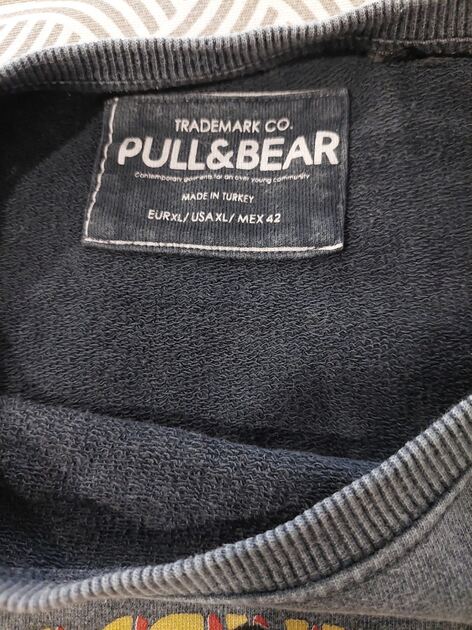 TRADEMARK CO.
PULL&BEAR
Contemporary garments for an over young community
MADE IN TURKEY
EUR XL/ USA XL/ MEX 42